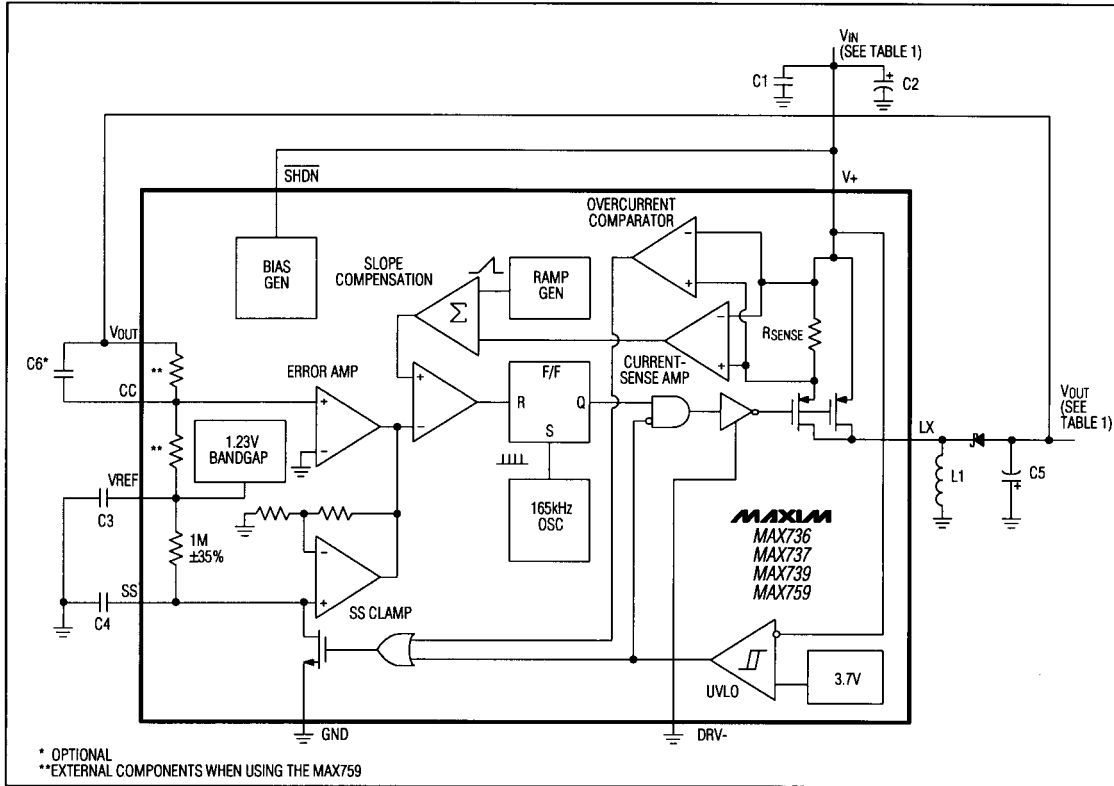 VIN
(SEE TABLE 1)
C1
+
C2
SHDN
V+
OVERCURRENT
COMPARATOR
BIAS
GEN
SLOPE
COMPENSATION
RAMP
GEN
−
+
Σ
−
+
RSENSE
VOUT
C6*
**
CC
ERROR AMP
+
−
+
−
F/F
R
Q
S
CURRENT-
SENSE AMP
LX
VOUT
(SEE
TABLE 1)
**
1.23V
BANDGAP
VREF
C3
165kHz
OSC
L1
C5
+
1M
±35%
−
+
SS
C4
SS CLAMP
MAXIM
MAX736
MAX737
MAX739
MAX759
UVLO
3.7V
GND
DRV-
* OPTIONAL
**EXTERNAL COMPONENTS WHEN USING THE MAX759